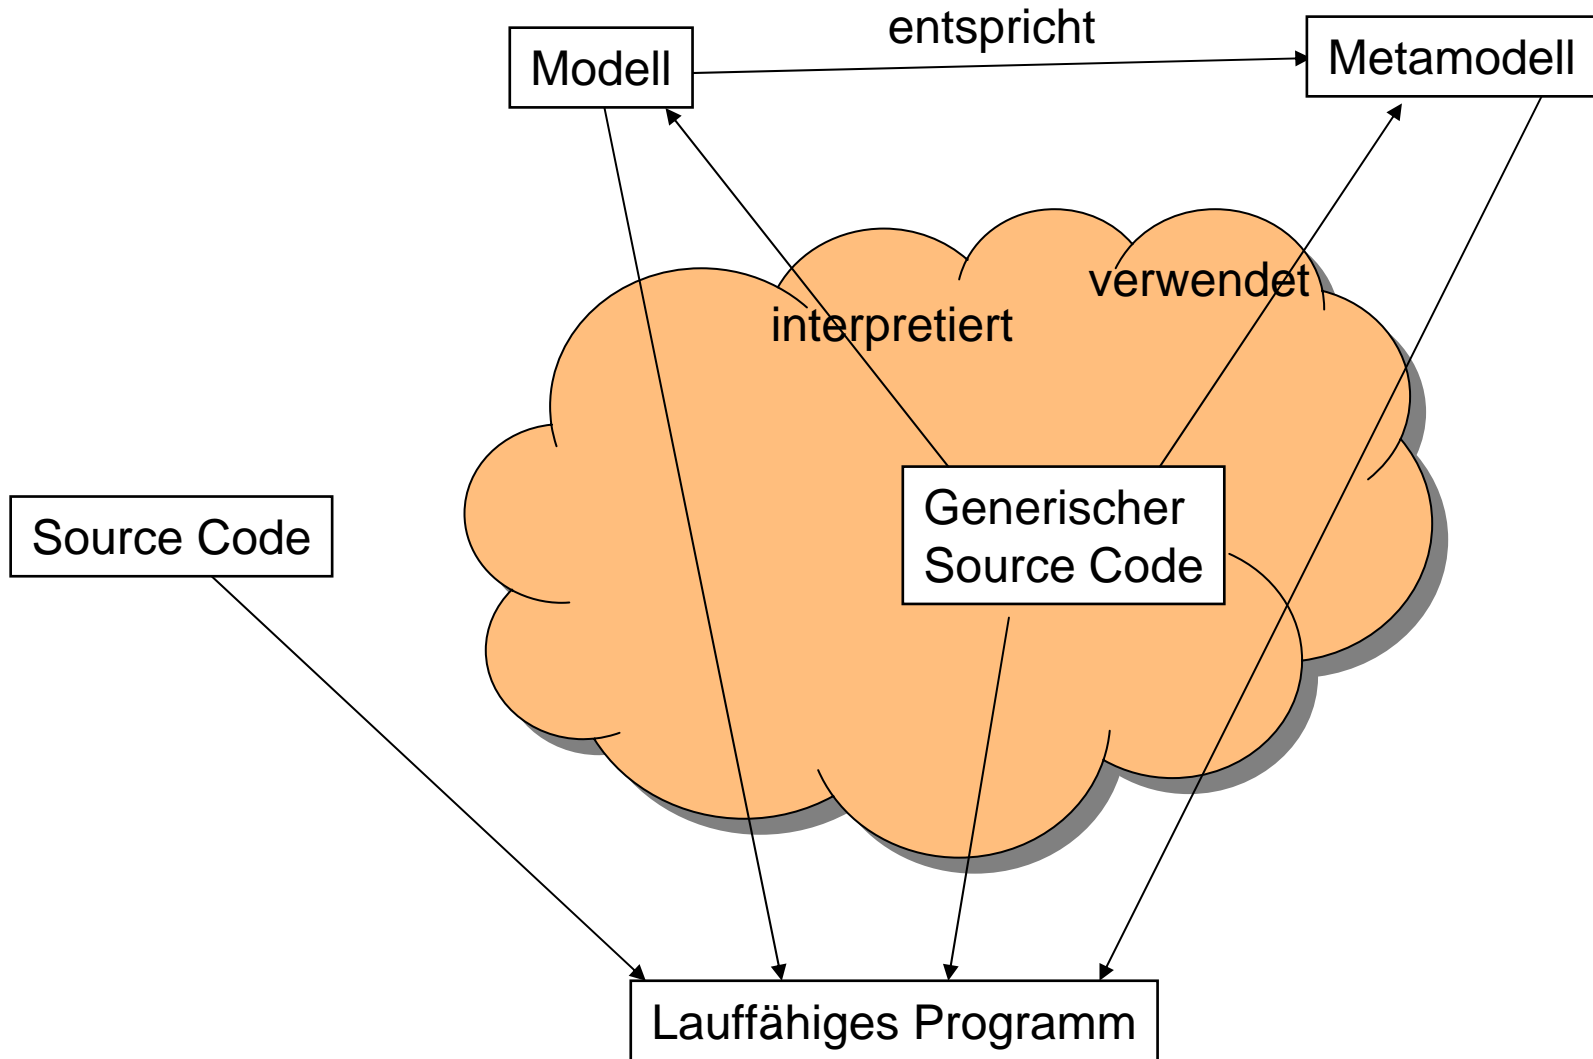 entspricht
Modell
Metamodell
verwendet
interpretiert
Generischer
Source Code
Source Code
Lauffähiges Programm